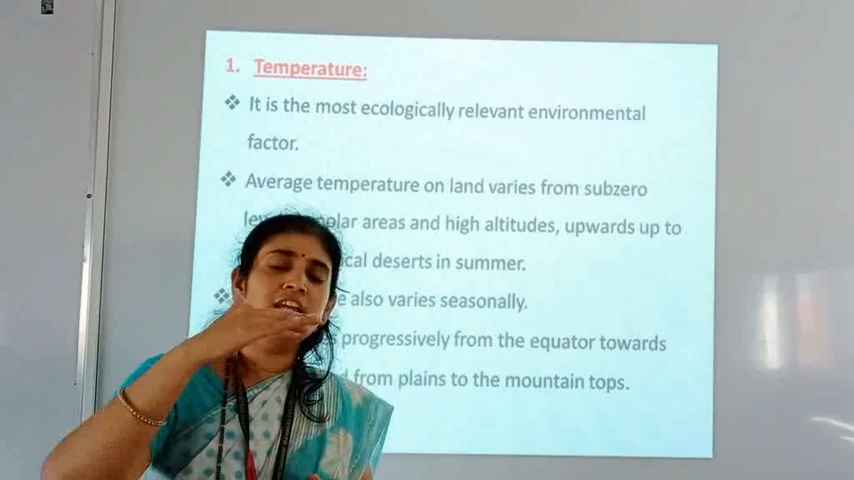 1. Temperature:
❖ It is the most ecologically relevant environmental
factor.
❖ Average temperature on land varies from subzero
polar areas and high altitudes, upwards up to
deserts in summer.
❖ also varies seasonally.
progressively from the equator towards
from plains to the mountain tops.